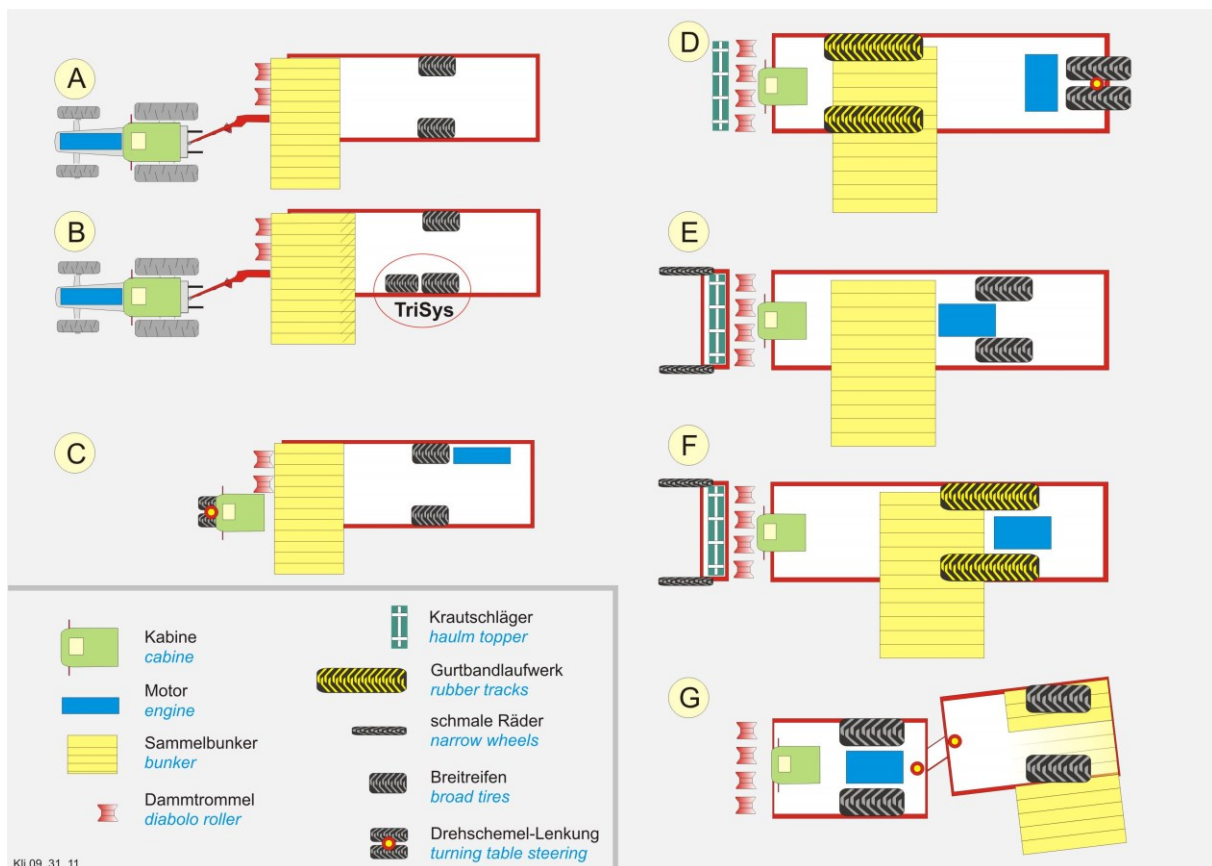 A
B
TriSys
C
D
E
F
G
Kabine
cabine
Motor
engine
Sammelbunker
bunker
Dammtrommel
diabolo roller
Krautschläger
haulm topper
Gurtbandlaufwerk
rubber tracks
schmale Räder
narrow wheels
Breitreifen
broad tires
Drehschemel-Lenkung
turning table steering
Kli 09_31_11